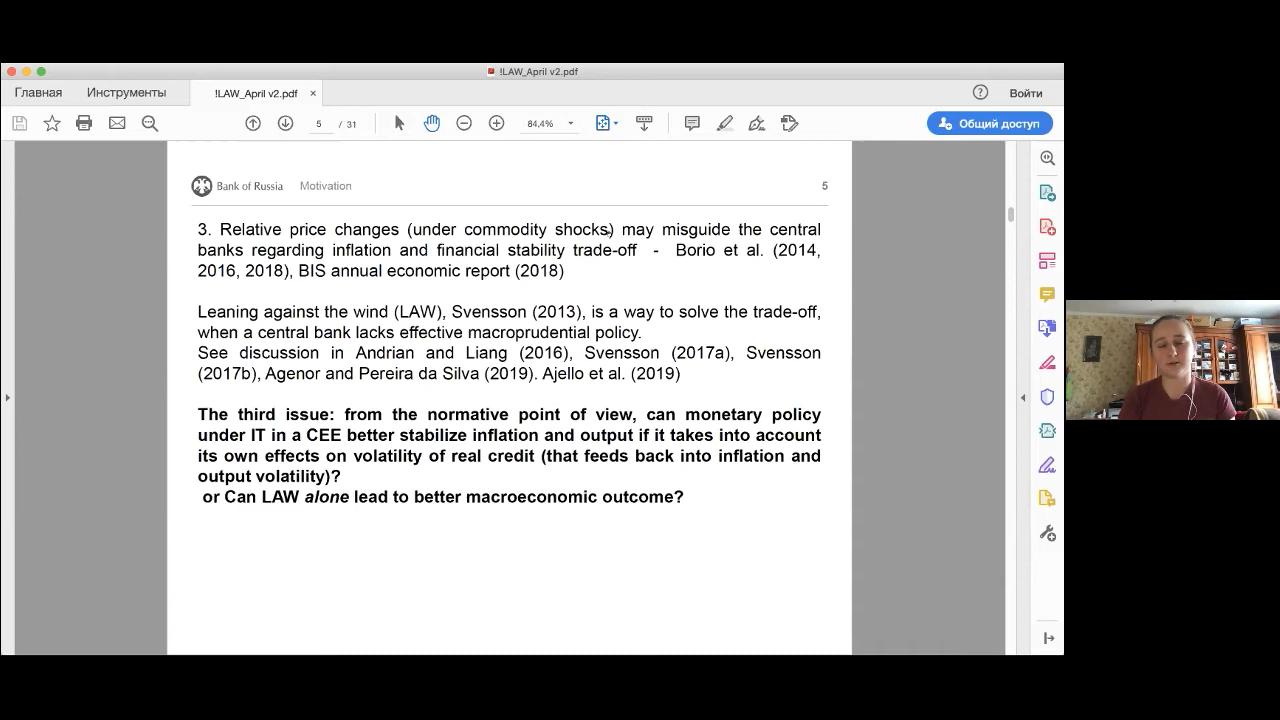 !LAW_April v2.pdf
Главная
Инструменты
!LAW_April v2.pdf
×
?
Войти
5
/ 31
84,4%
Общий доступ
Bank of Russia
Motivation
5
3. Relative price changes (under commodity shocks) may misguide the central
banks regarding inflation and financial stability trade-off - Borio et al. (2014,
2016, 2018), BIS annual economic report (2018)
Leaning against the wind (LAW), Svensson (2013), is a way to solve the trade-off,
when a central bank lacks effective macroprudential policy.
See discussion in Andrian and Liang (2016), Svensson (2017a), Svensson
(2017b), Agenor and Pereira da Silva (2019). Ajello et al. (2019)
The third issue: from the normative point of view, can monetary policy
under IT in a CEE better stabilize inflation and output if it takes into account
its own effects on volatility of real credit (that feeds back into inflation and
output volatility)?
or Can LAW alone lead to better macroeconomic outcome?